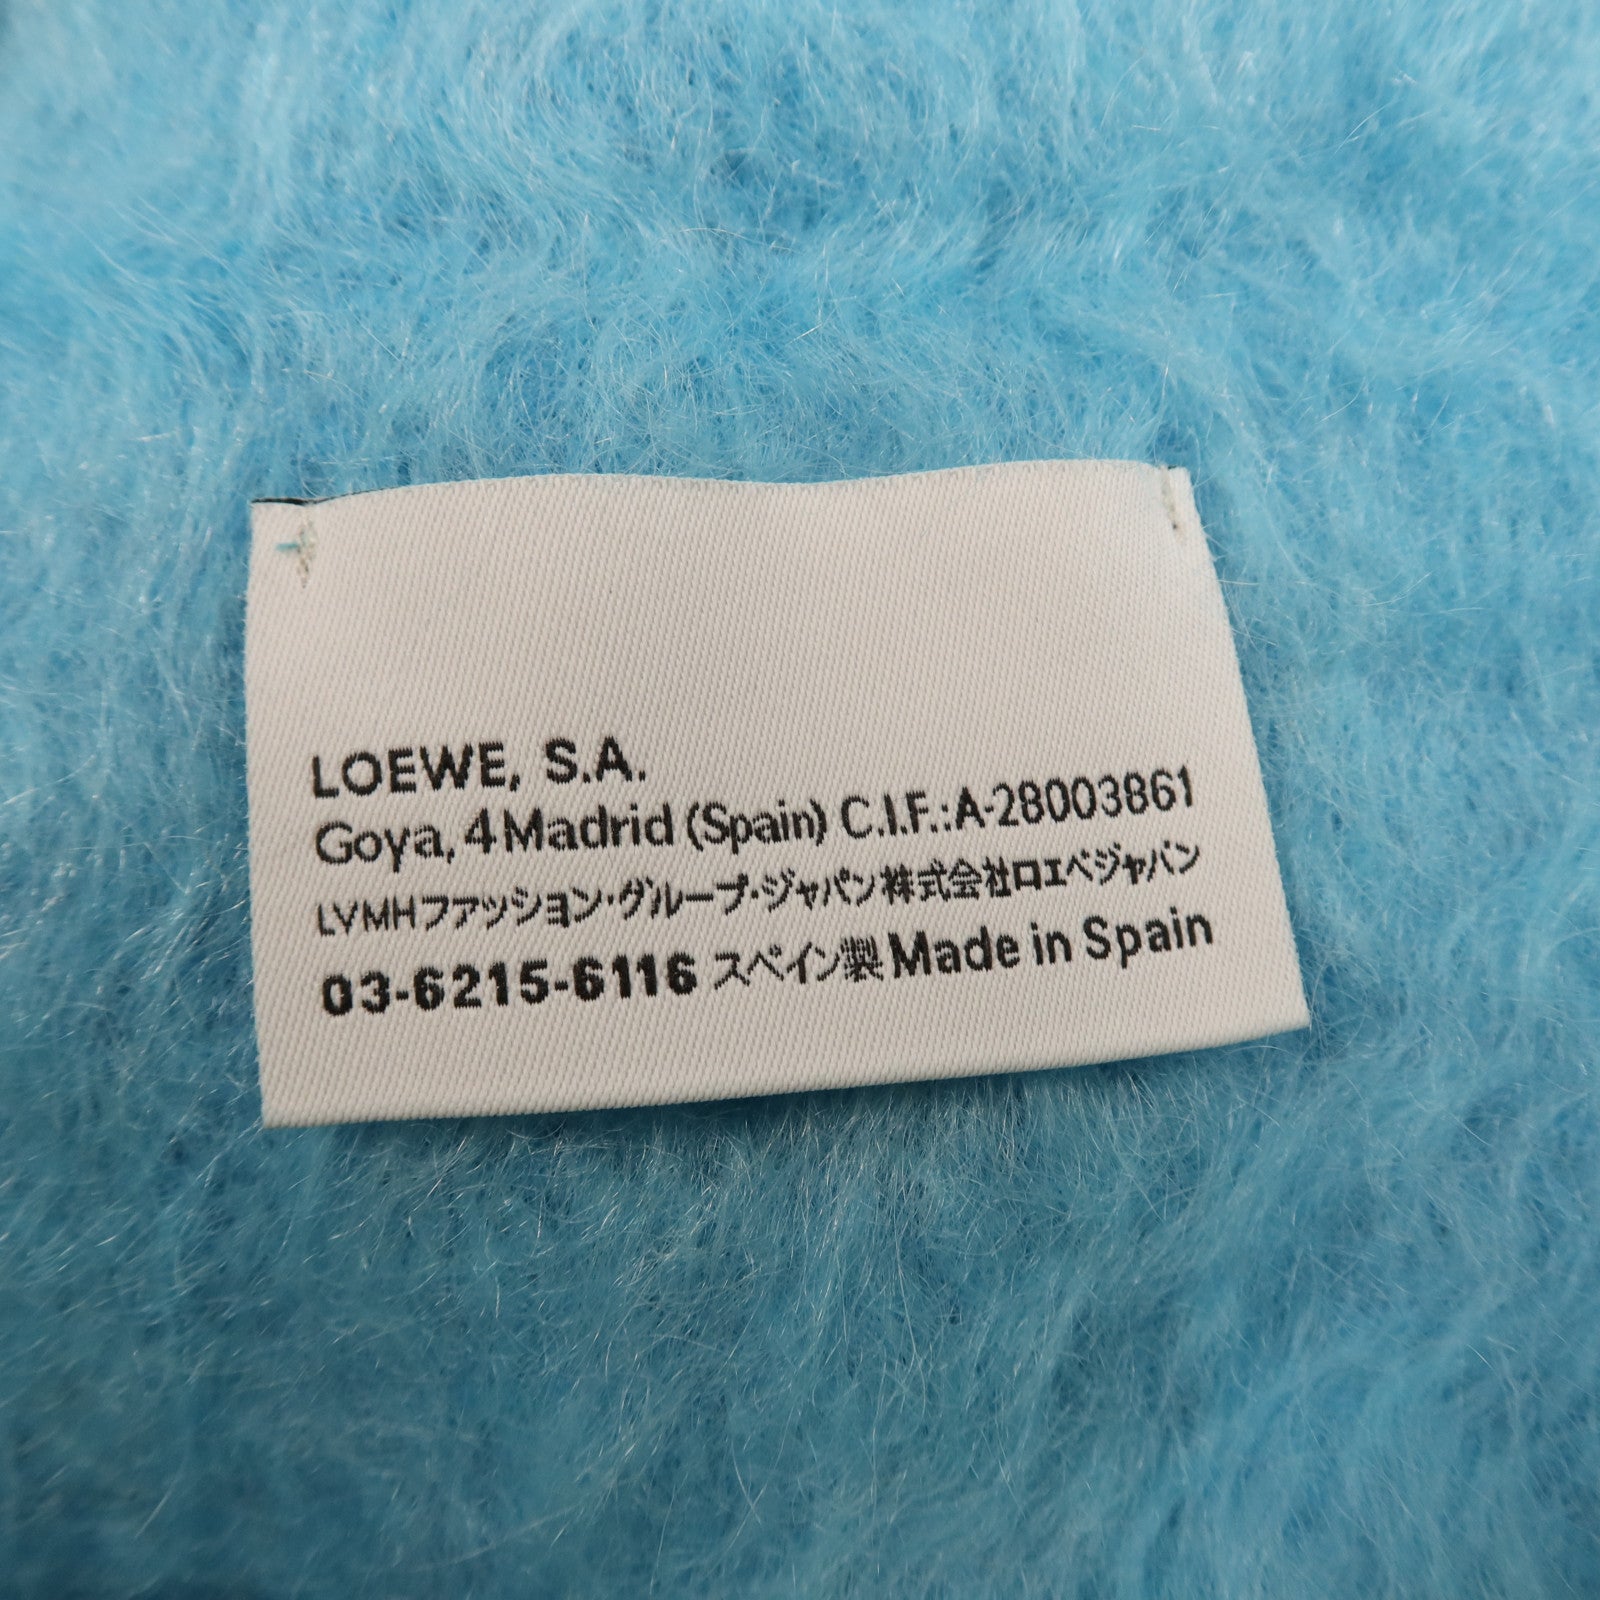 LOEWE, S.A.
Goya, 4 Madrid (Spain) C.I.F.:A-28003861
LVMHファッション・グループ・ジャパン株式会社ロエベジャパン
03-6215-6116 スペイン製 Made in Spain